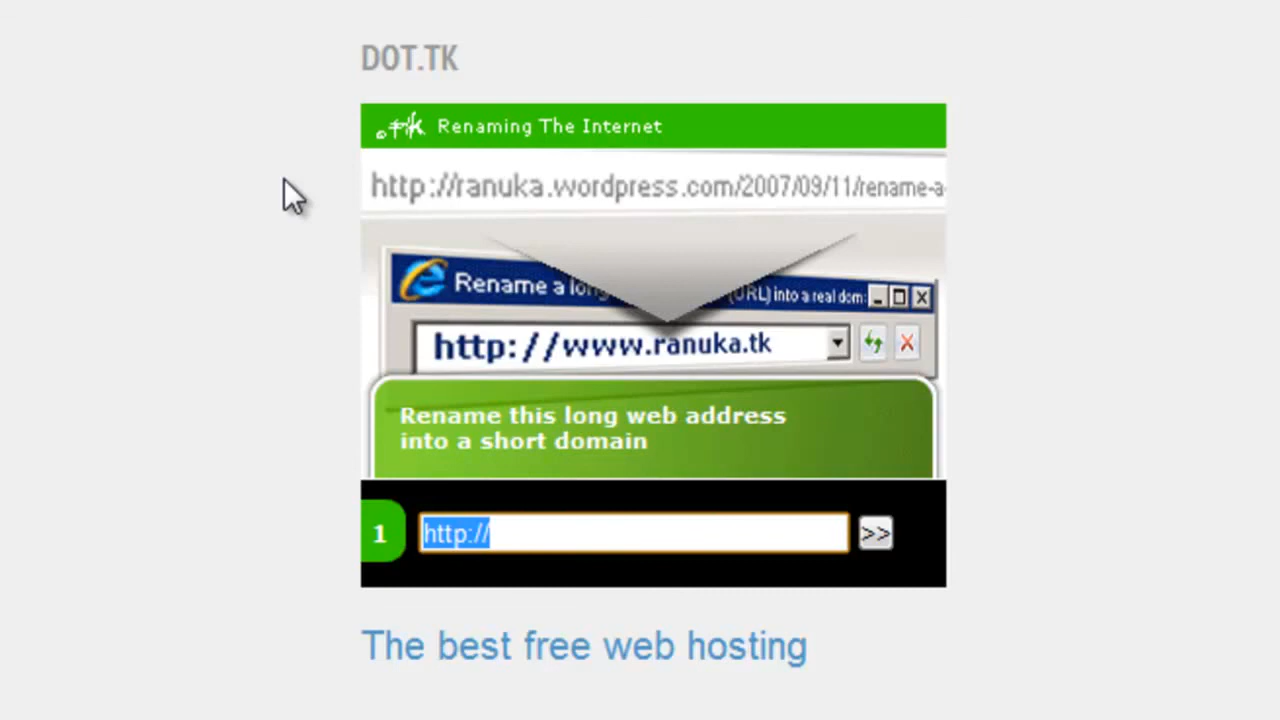 DOT.TK
.tk Renaming The Internet
http://ranuka.wordpress.com/2007/09/11/rename-a-
Rename a lon (URL) into a real dom:
http://www.ranuka.tk
Rename this long web address
into a short domain
1 http:// >>
The best free web hosting